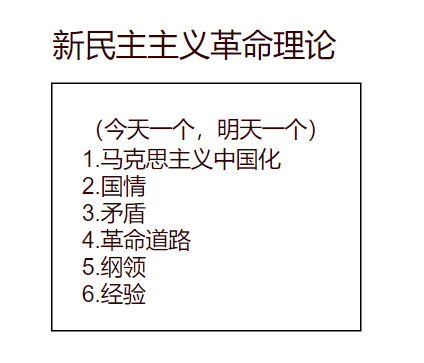 新民主主义革命理论
（今天一个，明天一个）
1.马克思主义中国化
2.国情
3.矛盾
4.革命道路
5.纲领
6.经验